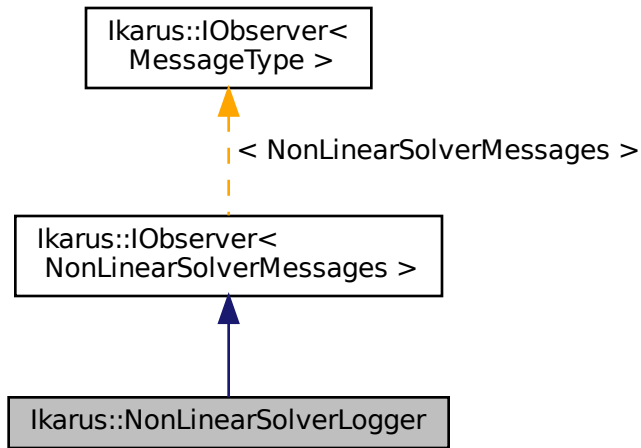 Ikarus::IObserver<
MessageType >
< NonLinearSolverMessages >
Ikarus::IObserver<
NonLinearSolverMessages >
Ikarus::NonLinearSolverLogger